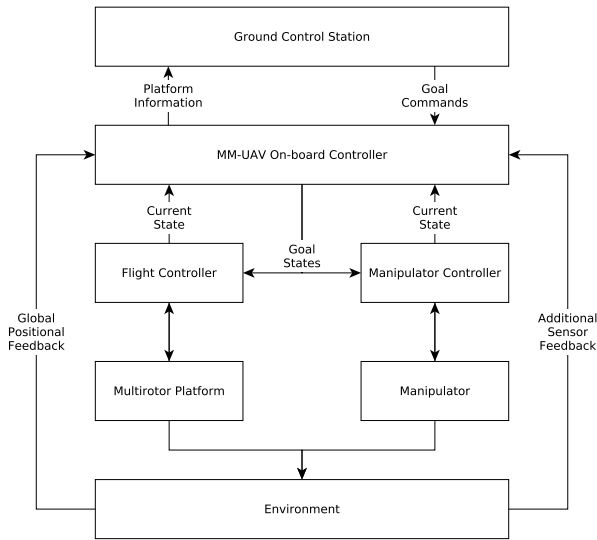 Ground Control Station
Platform
Information
Goal
Commands
MM-UAV On-board Controller
Current
State
Current
State
Goal
States
Flight Controller
Manipulator Controller
Global
Positional
Feedback
Additional
Sensor
Feedback
Multirotor Platform
Manipulator
Environment